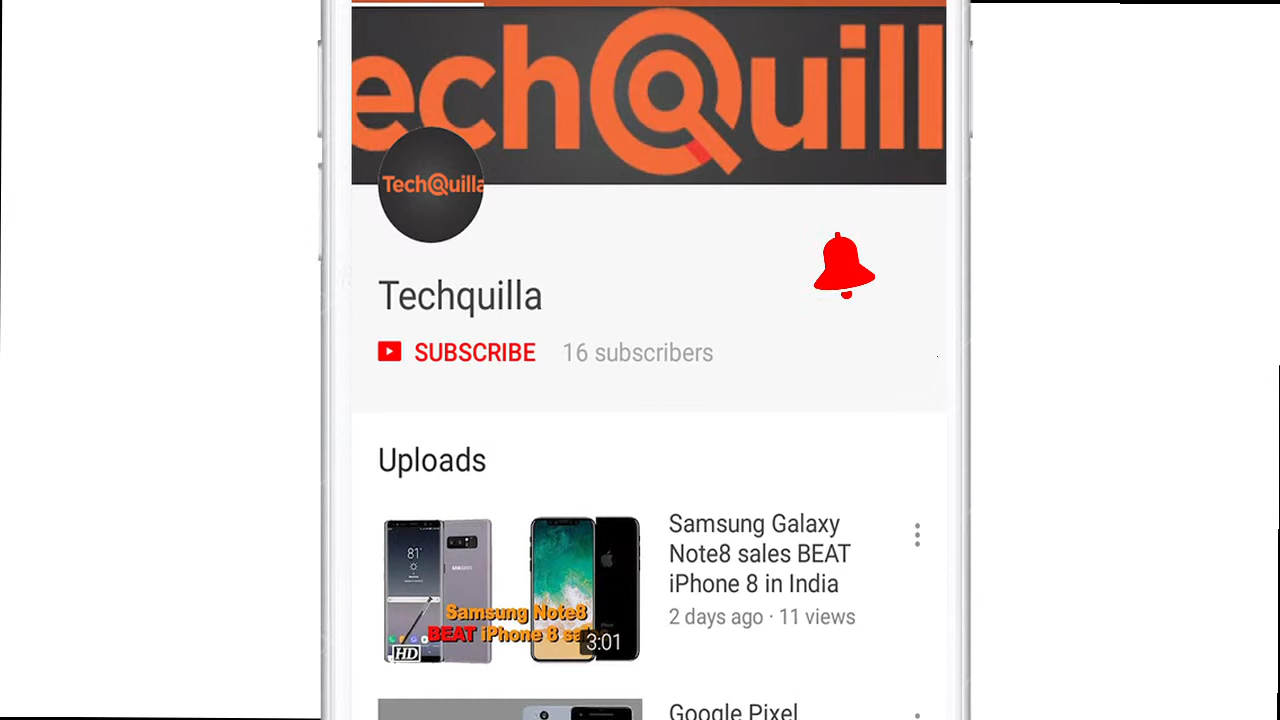 echQuill
TechQuilla
Techquilla
SUBSCRIBE 16 subscribers
Uploads
Samsung Galaxy
Note8 sales BEAT
iPhone 8 in India
2 days ago · 11 views
81°
SAMSUNG
Samsung Note8
BEAT iPhone 8 sa
3:01
HD
Google Pixel